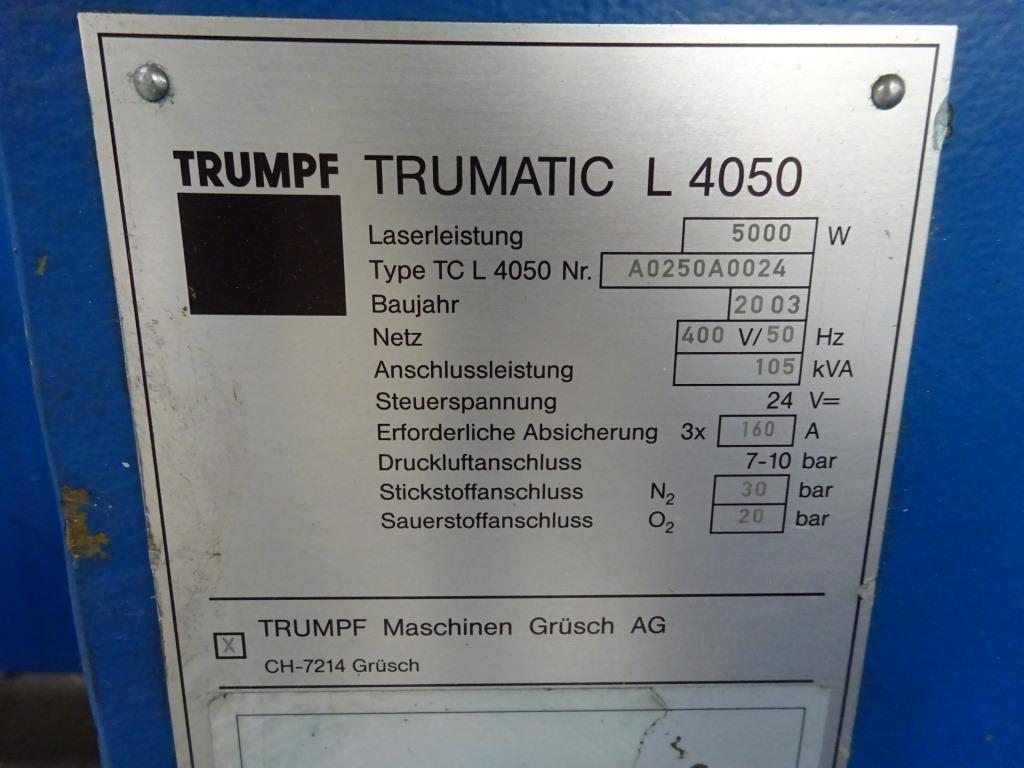 TRUMPF TRUMATIC L 4050
Laserleistung 5000 W
Type TC L 4050 Nr. A0250A0024
Baujahr 2003
Netz 400 V/50 Hz
Anschlussleistung 105 kVA
Steuerspannung 24 V=
Erforderliche Absicherung 3x 160 A
Druckluftanschluss 7-10 bar
Stickstoffanschluss N₂ 30 bar
Sauerstoffanschluss O₂ 20 bar
X TRUMPF Maschinen Grüsch AG
CH-7214 Grüsch